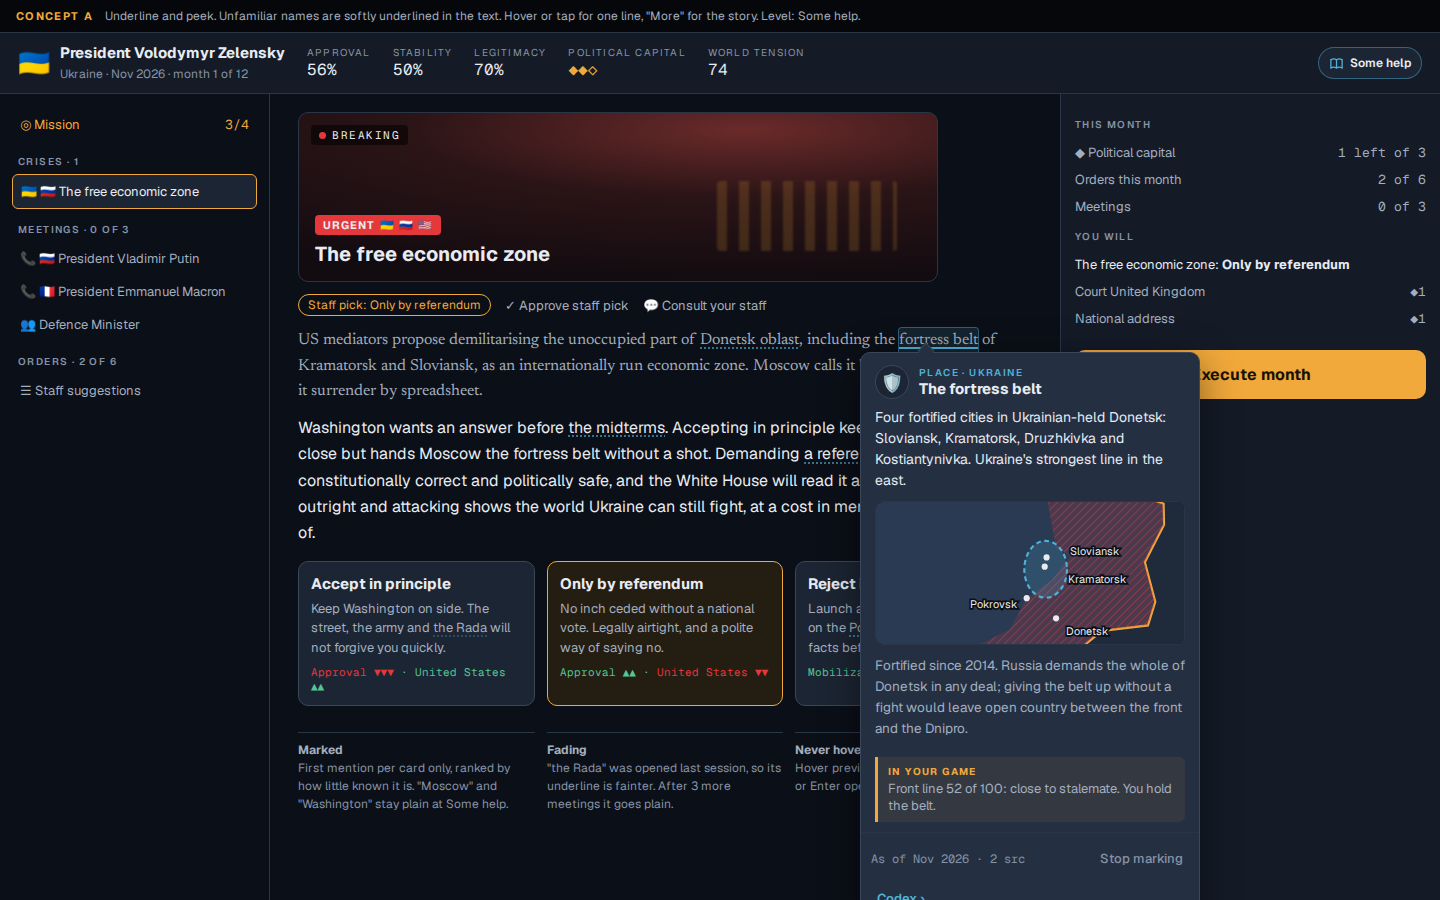 CONCEPT A Underline and peek. Unfamiliar names are softly underlined in the text. Hover or tap for one line, "More" for the story. Level: Some help.
President Volodymyr Zelensky
Ukraine · Nov 2026 · month 1 of 12
APPROVAL
56%
STABILITY
50%
LEGITIMACY
70%
POLITICAL CAPITAL
◆◆◇
WORLD TENSION
74
Some help
◎ Mission 3/4
CRISES · 1
The free economic zone
MEETINGS · 0 OF 3
President Vladimir Putin
President Emmanuel Macron
Defence Minister
ORDERS · 2 OF 6
☰ Staff suggestions
BREAKING
URGENT
The free economic zone
Staff pick: Only by referendum
✓ Approve staff pick
Consult your staff
US mediators propose demilitarising the unoccupied part of Donetsk oblast, including the fortress belt of
Kramatorsk and Sloviansk, as an internationally run economic zone. Moscow calls it
it surrender by spreadsheet.
Washington wants an answer before the midterms. Accepting in principle
close but hands Moscow the fortress belt without a shot. Demanding a
constitutionally correct and politically safe, and the White House will read it a
outright and attacking shows the world Ukraine can still fight, at a cost in
of.
Accept in principle
Keep Washington on side. The
street, the army and the Rada will
not forgive you quickly.
Approval ▼▼▼ · United States
▲▲
Only by referendum
No inch ceded without a national
vote. Legally airtight, and a polite
way of saying no.
Approval ▲▲ · United States ▼▼
Reject
Launch a
on the
facts
Marked
First mention per card only, ranked by
how little known it is. "Moscow" and
"Washington" stay plain at Some help.
Fading
"the Rada" was opened last session, so its
underline is fainter. After 3 more
meetings it goes plain.
Never
Hover
or Enter
PLACE · UKRAINE
The fortress belt
Four fortified cities in Ukrainian-held Donetsk:
Sloviansk, Kramatorsk, Druzhkivka and
Kostiantynivka. Ukraine's strongest line in the
east.
Sloviansk
Kramatorsk
Pokrovsk
Donetsk
Fortified since 2014. Russia demands the whole of
Donetsk in any deal; giving the belt up without a
fight would leave open country between the front
and the Dnipro.
IN YOUR GAME
Front line 52 of 100: close to stalemate. You hold
the belt.
As of Nov 2026 · 2 src
Stop marking
Codex ›
THIS MONTH
◆ Political capital 1 left of 3
Orders this month 2 of 6
Meetings 0 of 3
YOU WILL
The free economic zone: Only by referendum
Court United Kingdom ◆1
National address ◆1
xecute month